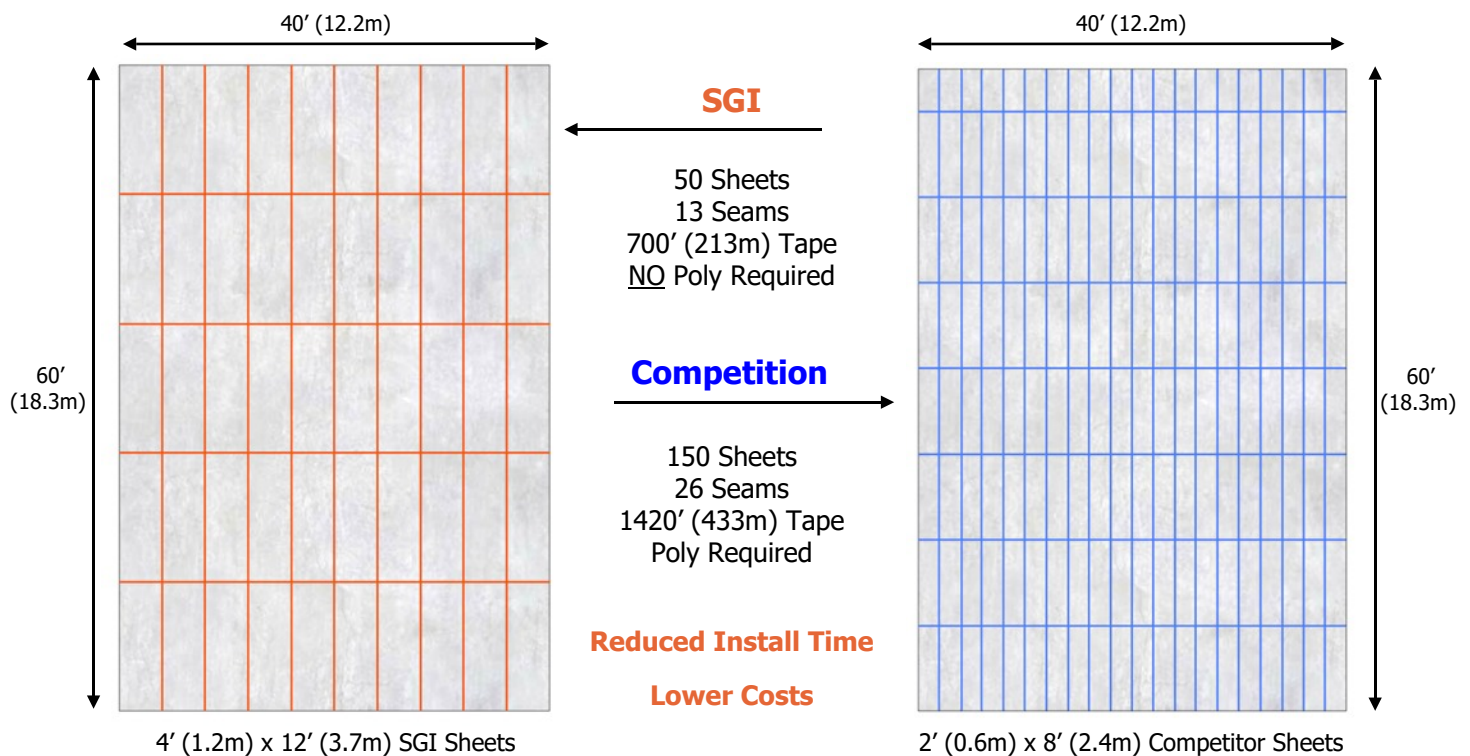 40’ (12.2m)
60’
(18.3m)
4’ (1.2m) x 12’ (3.7m) SGI Sheets
SGI
50 Sheets
13 Seams
700’ (213m) Tape
NO Poly Required
Competition
150 Sheets
26 Seams
1420’ (433m) Tape
Poly Required
Reduced Install Time
Lower Costs
40’ (12.2m)
60’
(18.3m)
2’ (0.6m) x 8’ (2.4m) Competitor Sheets